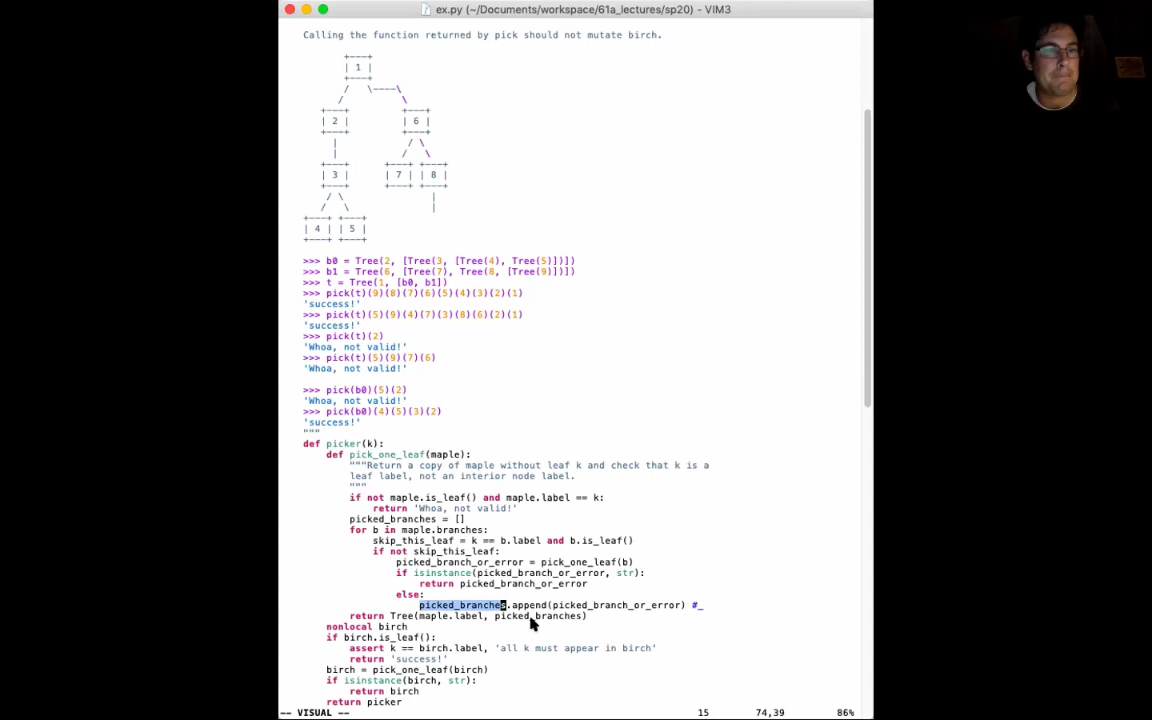 ex.py (~/Documents/workspace/61a_lectures/sp20) - VIM3
Calling the function returned by pick should not mutate birch.
+---+
| 1 |
+---+
/ \----\
/ \
+---+ +---+
| 2 | | 6 |
+---+ +---+
| / \
| / \
+---+ +---+ +---+
| 3 | | 7 | | 8 |
+---+ +---+ +---+
/ \ |
/ \ |
+---+ +---+
| 4 | | 5 |
+---+ +---+
>>> b0 = Tree(2, [Tree(3, [Tree(4), Tree(5)])])
>>> b1 = Tree(6, [Tree(7), Tree(8, [Tree(9)])])
>>> t = Tree(1, [b0, b1])
>>> pick(t)(9)(8)(7)(6)(5)(4)(3)(2)(1)
'success!'
>>> pick(t)(5)(9)(4)(7)(3)(8)(6)(2)(1)
'success!'
>>> pick(t)(2)
'Whoa, not valid!'
>>> pick(t)(5)(9)(7)(6)
'Whoa, not valid!'
>>> pick(b0)(5)(2)
'Whoa, not valid!'
>>> pick(b0)(4)(5)(3)(2)
'success!'
"""
def picker(k):
def pick_one_leaf(maple):
"""Return a copy of maple without leaf k and check that k is a
leaf label, not an interior node label.
"""
if not maple.is_leaf() and maple.label == k:
return 'Whoa, not valid!'
picked_branches = []
for b in maple.branches:
skip_this_leaf = k == b.label and b.is_leaf()
if not skip_this_leaf:
picked_branch_or_error = pick_one_leaf(b)
if isinstance(picked_branch_or_error, str):
return picked_branch_or_error
else:
picked_branches.append(picked_branch_or_error) #_
return Tree(maple.label, picked_branches)
nonlocal birch
if birch.is_leaf():
assert k == birch.label, 'all k must appear in birch'
return 'success!'
birch = pick_one_leaf(birch)
if isinstance(birch, str):
return birch
return picker
-- VISUAL -- 15 74,39 86%